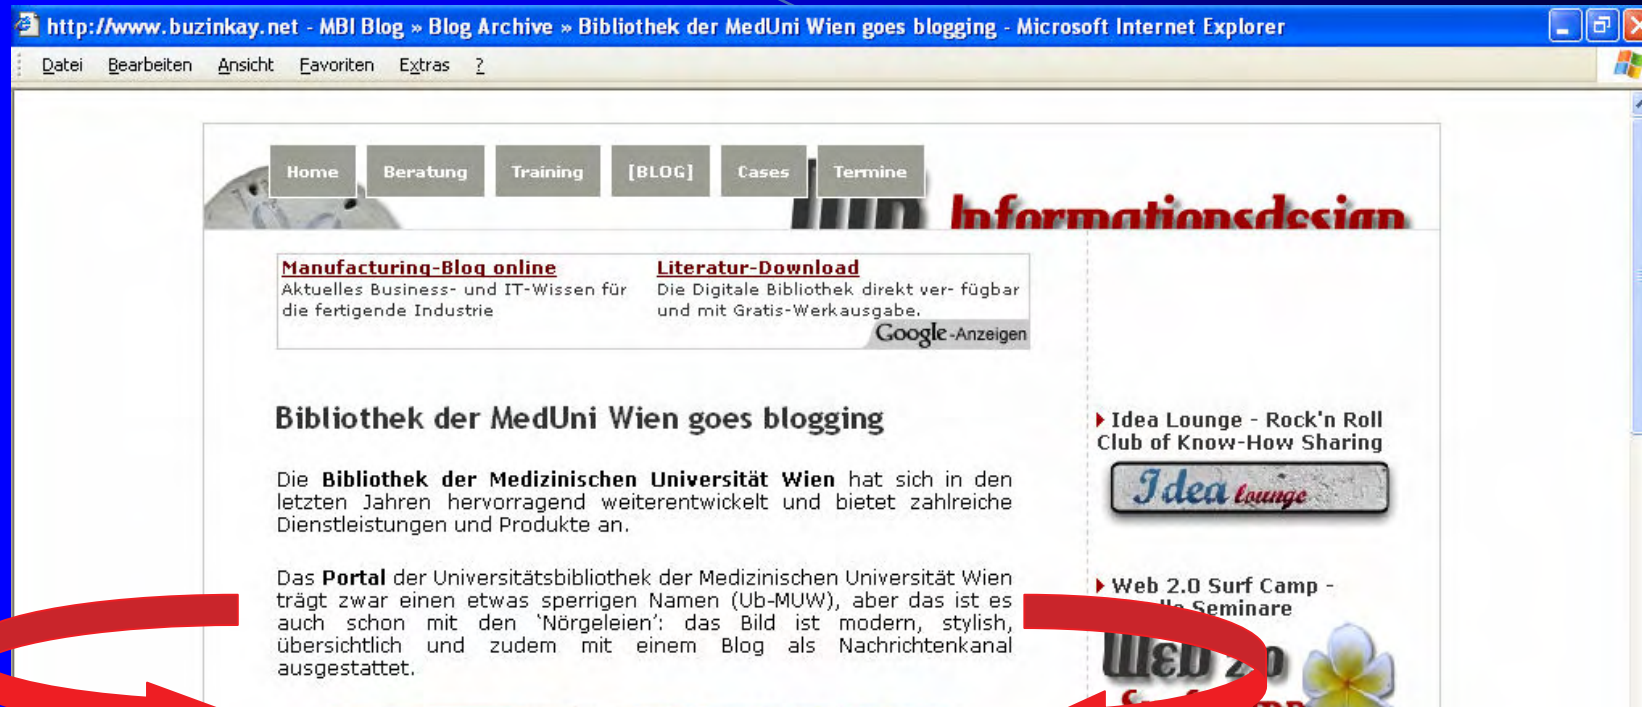 http://www.buzinkay.net - MBI Blog » Blog Archive » Bibliothek der MedUni Wien goes blogging - Microsoft Internet Explorer
Datei Bearbeiten Ansicht Favoriten Extras ?
Home Beratung Training [BLOG] Cases Termine
Informationsdesign
Manufacturing-Blog online
Aktuelles Business- und IT-Wissen für
die fertigende Industrie
Literatur-Download
Die Digitale Bibliothek direkt ver- fügbar
und mit Gratis-Werkausgabe.
Google-Anzeigen
Bibliothek der MedUni Wien goes blogging
Die Bibliothek der Medizinischen Universität Wien hat sich in den
letzten Jahren hervorragend weiterentwickelt und bietet zahlreiche
Dienstleistungen und Produkte an.
Das Portal der Universitätsbibliothek der Medizinischen Universität Wien
trägt zwar einen etwas sperrigen Namen (Ub-MUW), aber das ist es
auch schon mit den ‘Nörgeleien’: das Bild ist modern, stylish,
übersichtlich und zudem mit einem Blog als Nachrichtenkanal
ausgestattet.
Idea Lounge - Rock'n Roll
Club of Know-How Sharing
Idea lounge
Web 2.0 Surf Camp -
Seminare
Web 2.0